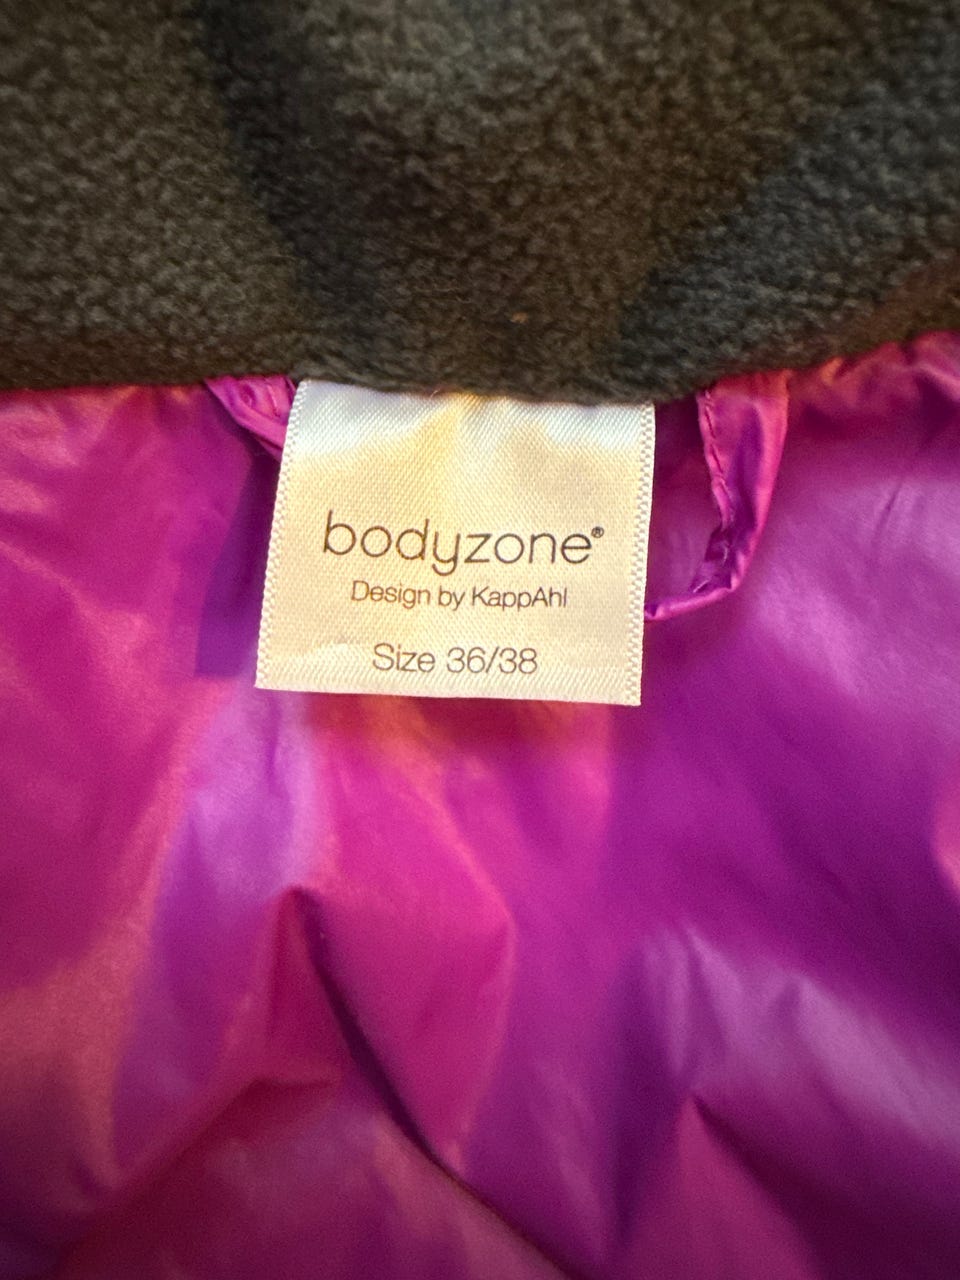 bodyzone®
Design by KappAhl
Size 36/38